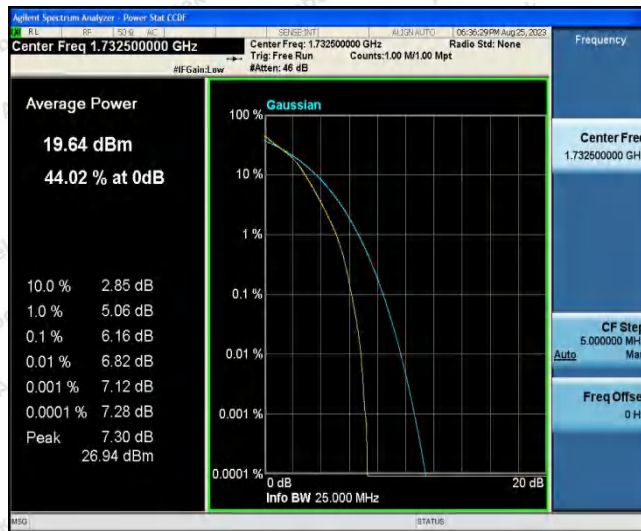 Agilent Spectrum Analyzer - Power Stat CCDF
RL RF 50 Ω AC SENSE:INT ALIGN AUTO 06:36:29 PM Aug 25, 2023
Center Freq 1.732500000 GHz
Center Freq: 1.732500000 GHz Radio Std: None
Trig: Free Run Counts:1.00 M/1.00 Mpt
#IFGain:Low #Atten: 46 dB
Frequency
Average Power
19.64 dBm
44.02 % at 0dB
10.0 % 2.85 dB
1.0 % 5.06 dB
0.1 % 6.16 dB
0.01 % 6.82 dB
0.001 % 7.12 dB
0.0001 % 7.28 dB
Peak 7.30 dB
26.94 dBm
Gaussian
100 %
10 %
1 %
0.1 %
0.01 %
0.001 %
0.0001 %
0 dB 20 dB
Info BW 25.000 MHz
Center Fre
1.732500000 GH
CF Step
5.000000 MH
Auto Ma
Freq Offse
0 H
MSG STATUS